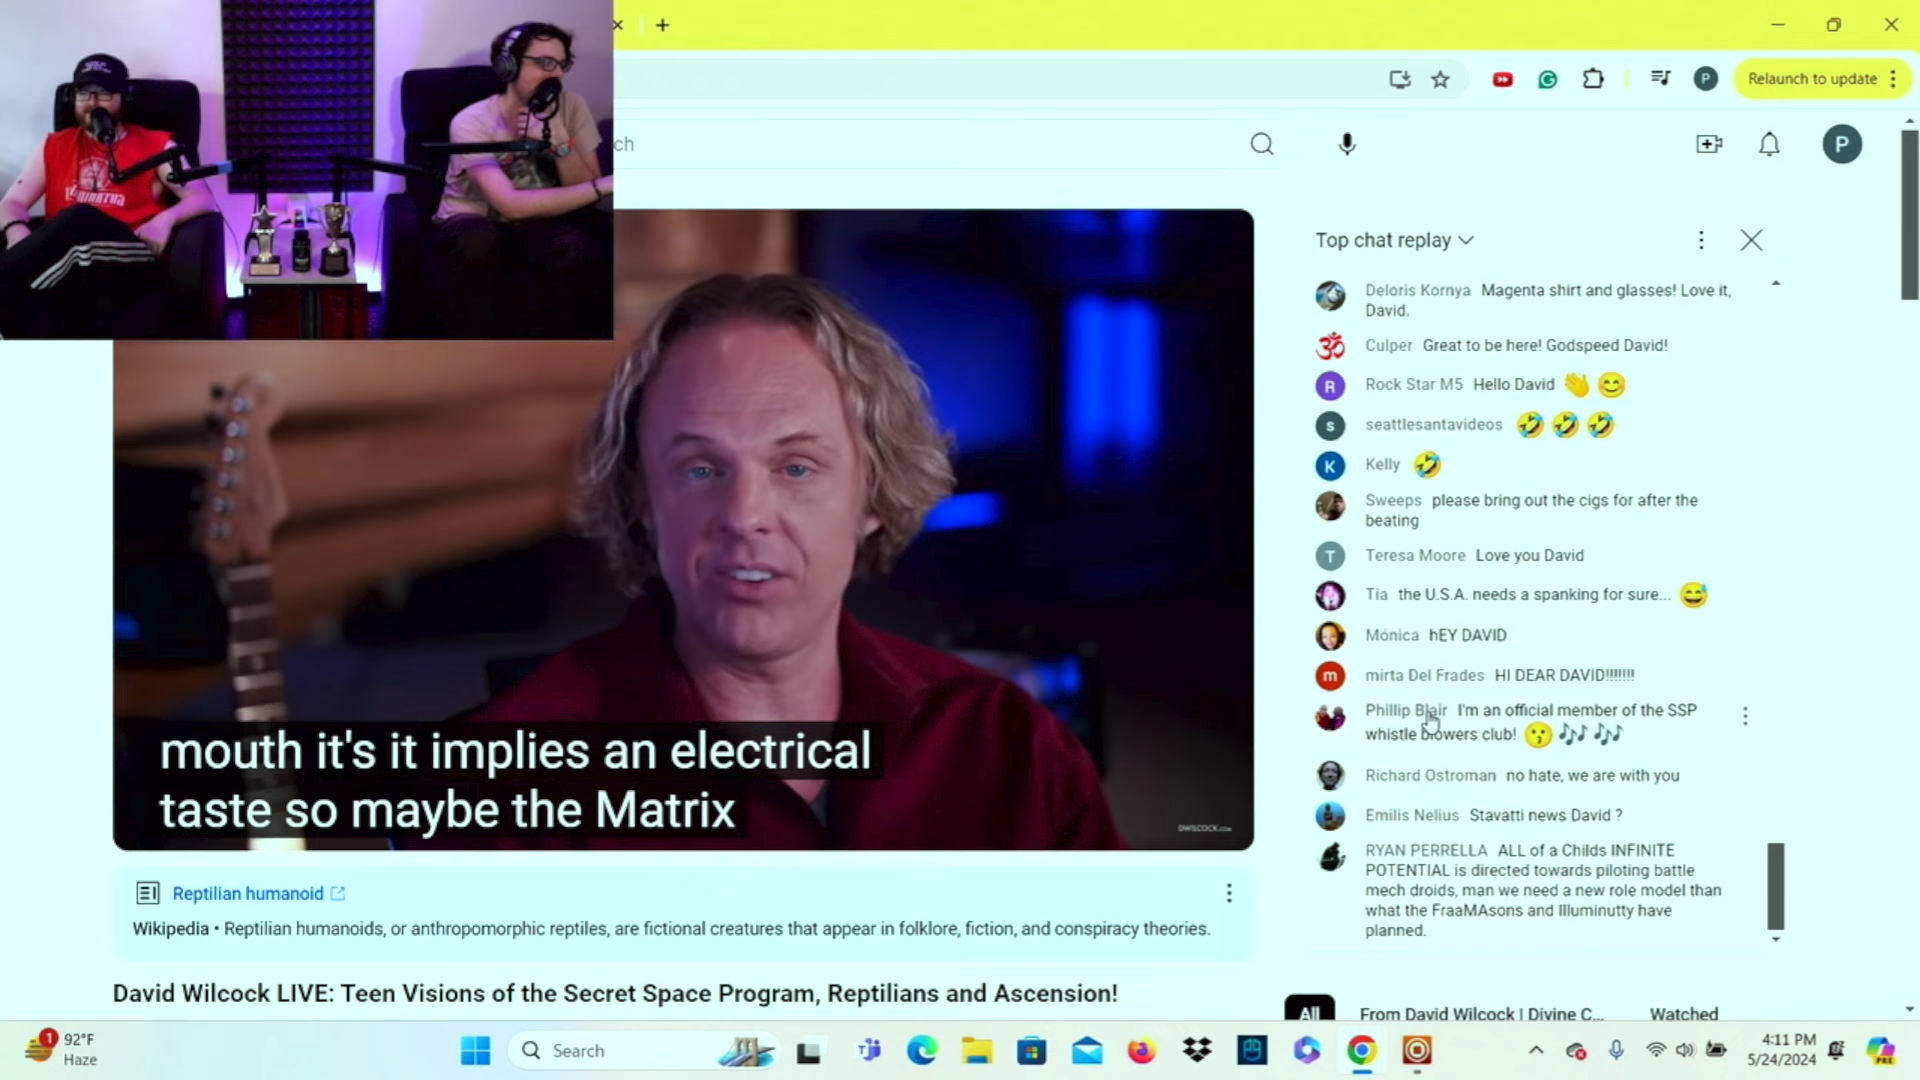 Relaunch to update
P
ch
P
Top chat replay
Deloris Kornya Magenta shirt and glasses! Love it,
David.
Culper Great to be here! Godspeed David!
R Rock Star M5 Hello David 👋 😊
s seattlesantavideos 🤣 🤣 🤣
K Kelly 🤣
Sweeps please bring out the cigs for after the
beating
T Teresa Moore Love you David
Tia the U.S.A. needs a spanking for sure... 😅
Mónica hEY DAVID
m mirta Del Frades HI DEAR DAVID!!!!!!!
Phillip Blair I'm an official member of the SSP
whistle blowers club! 😗 🎶 🎶
Richard Ostroman no hate, we are with you
Emilis Nelius Stavatti news David ?
RYAN PERRELLA ALL of a Childs INFINITE
POTENTIAL is directed towards piloting battle
mech droids, man we need a new role model than
what the FraaMAsons and Illuminutty have
planned.
mouth it's it implies an electrical
taste so maybe the Matrix
DWILCOCK.COM
Reptilian humanoid
Wikipedia • Reptilian humanoids, or anthropomorphic reptiles, are fictional creatures that appear in folklore, fiction, and conspiracy theories.
David Wilcock LIVE: Teen Visions of the Secret Space Program, Reptilians and Ascension!
All From David Wilcock | Divine C... Watched
1
92°F
Haze
Search
4:11 PM
5/24/2024
PRE